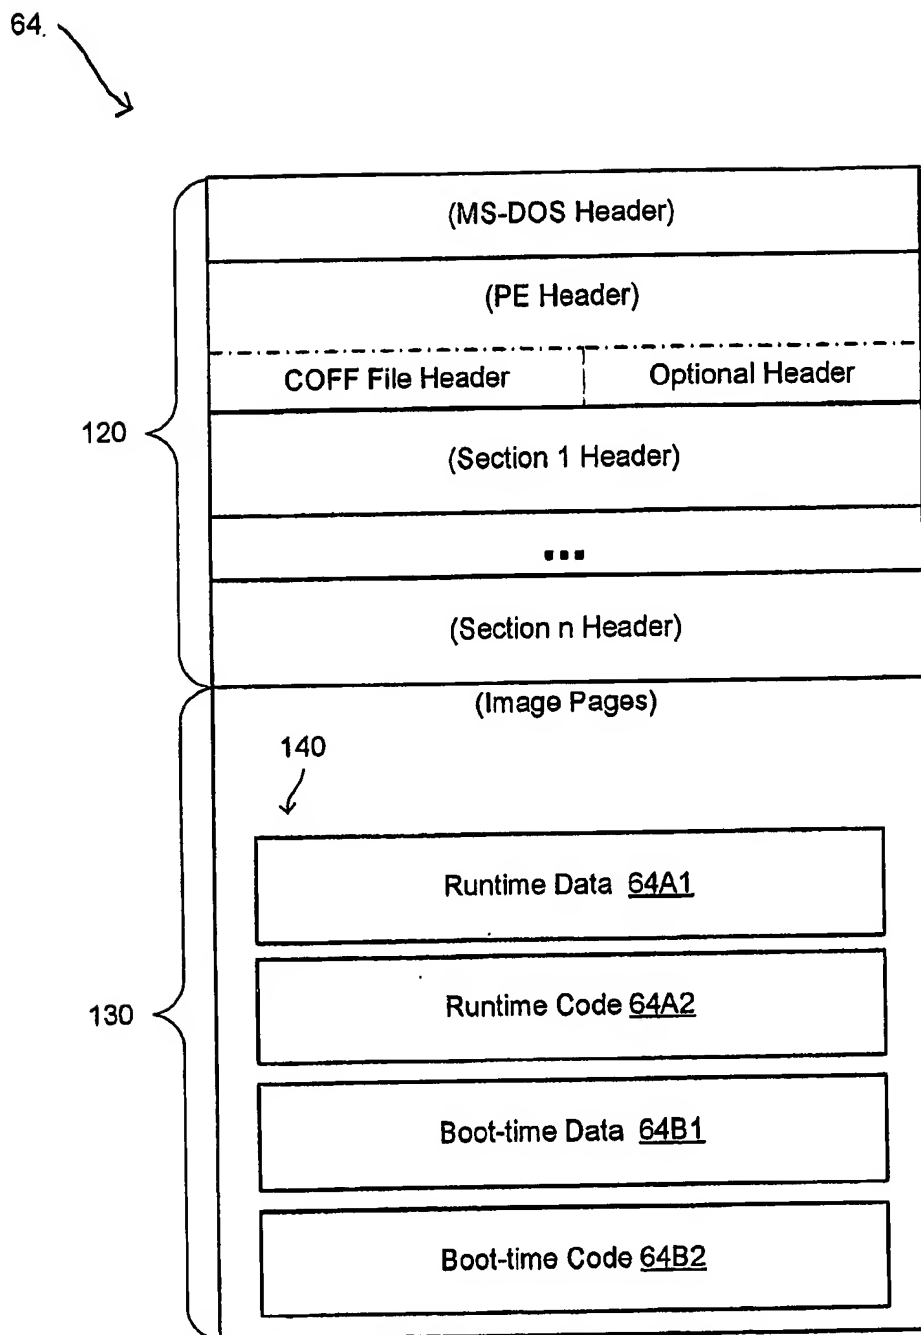 64.
(MS-DOS Header)
(PE Header)
COFF File Header Optional Header
120
(Section 1 Header)
...
(Section n Header)
(Image Pages)
140
Runtime Data 64A1
Runtime Code 64A2
130
Boot-time Data 64B1
Boot-time Code 64B2